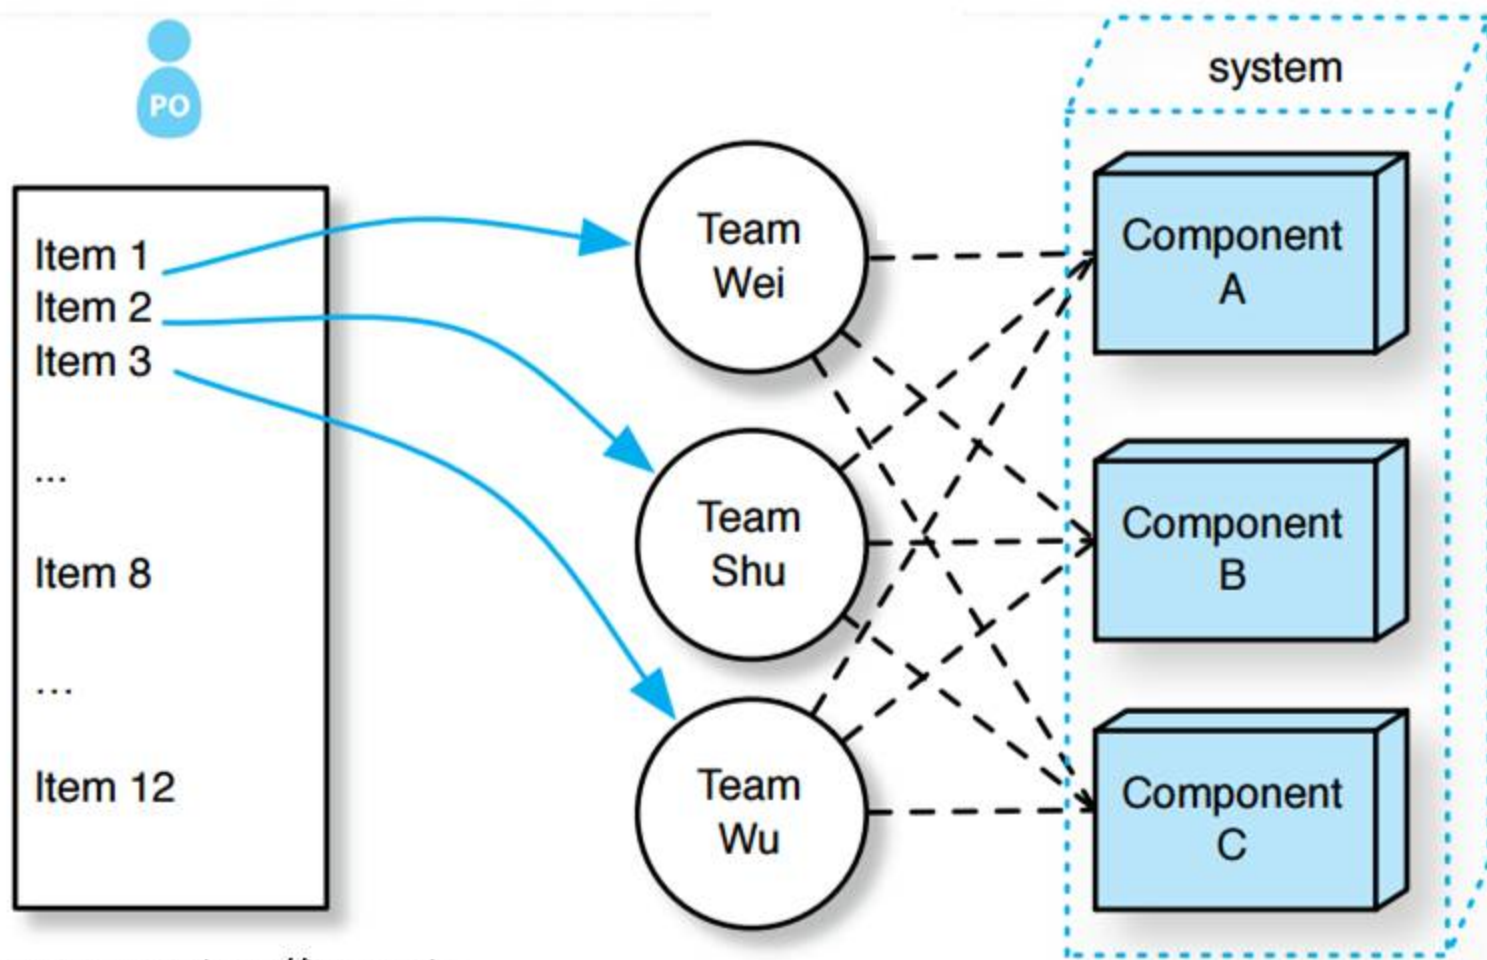 PO
Item 1
Item 2
Item 3
...
Item 8
...
Item 12
Team
Wei
Team
Shu
Team
Wu
system
Component
A
Component
B
Component
C